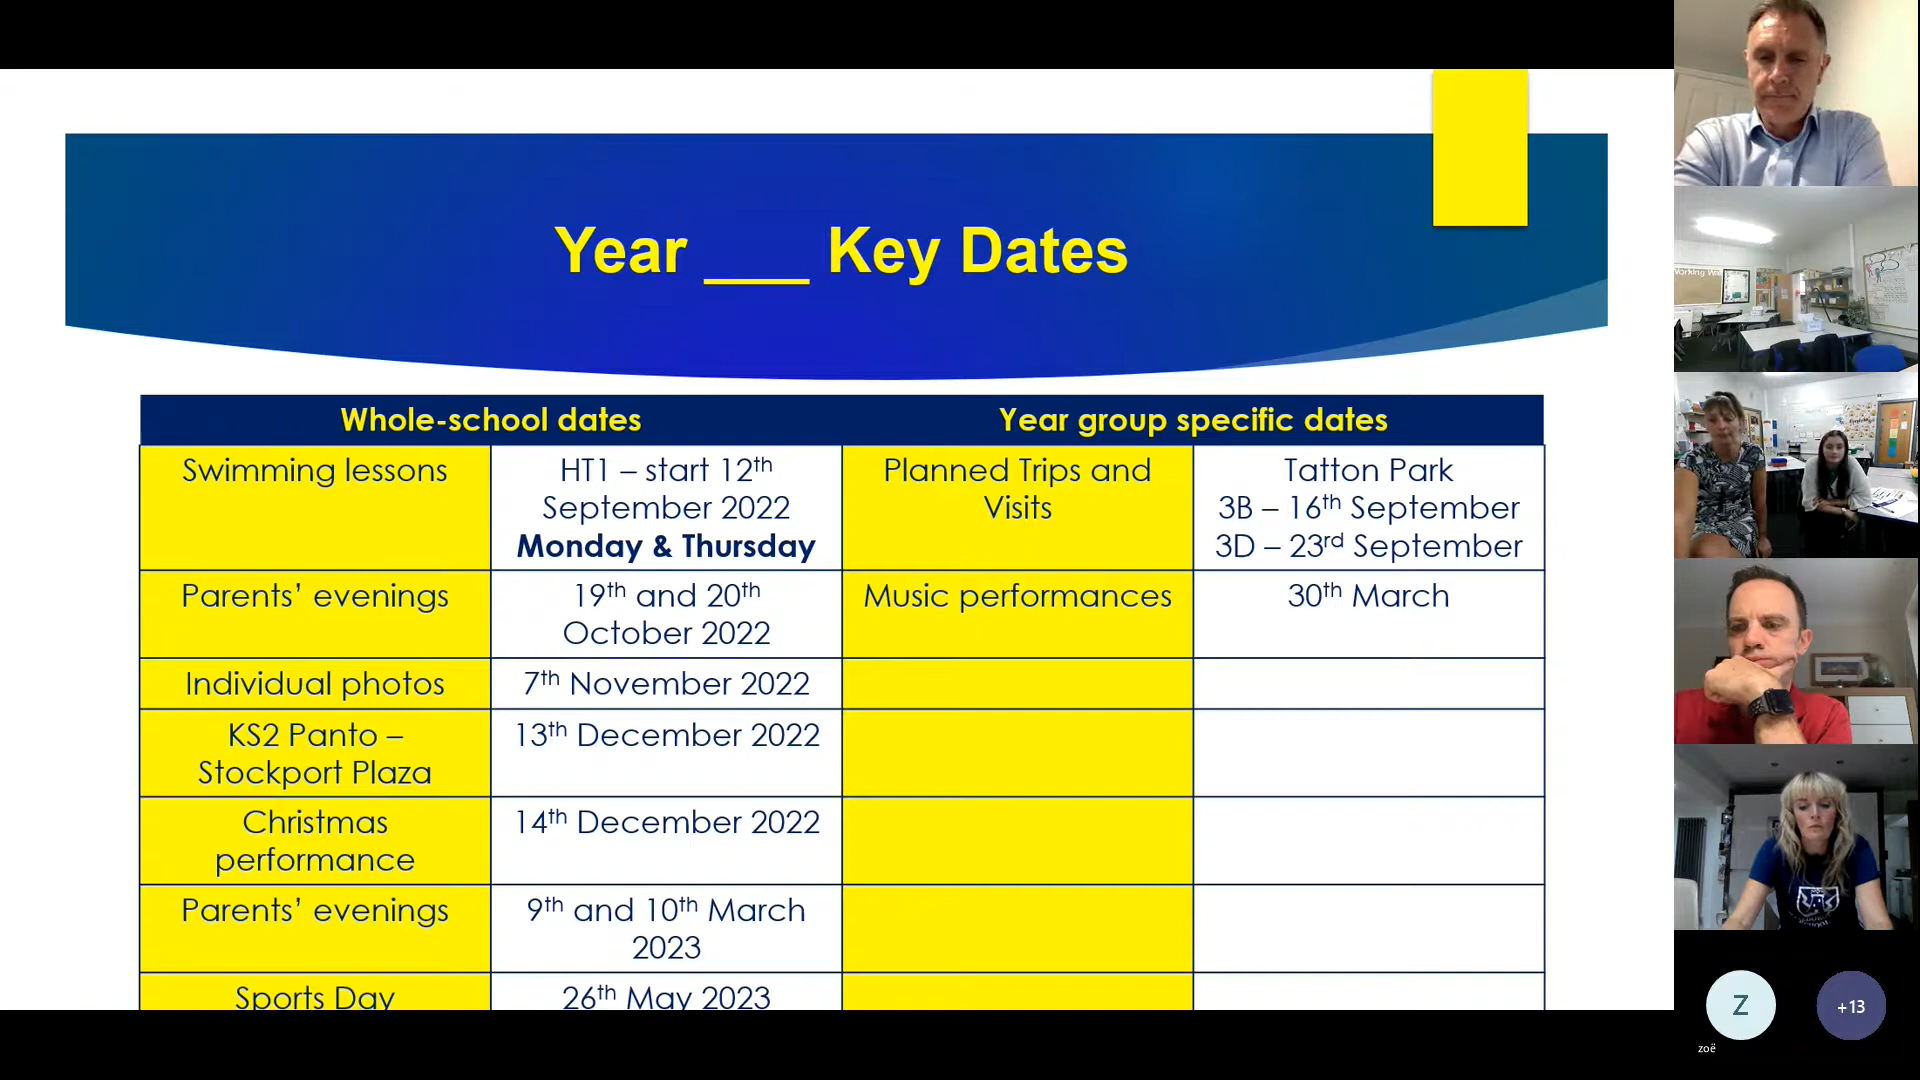 Year ___ Key Dates
Whole-school dates
Year group specific dates
Swimming lessons
HT1 – start 12th
September 2022
Monday & Thursday
Planned Trips and
Visits
Tatton Park
3B – 16th September
3D – 23rd September
Parents’ evenings
19th and 20th
October 2022
Music performances
30th March
Individual photos
7th November 2022
KS2 Panto –
Stockport Plaza
13th December 2022
Christmas
performance
14th December 2022
Parents’ evenings
9th and 10th March
2023
Sports Day
26th May 2023
Working
Z
+13
zoë